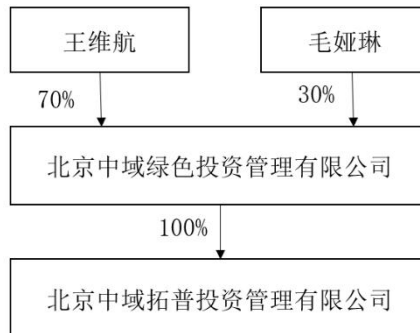 王维航
毛娅琳
70%
30%
北京中域绿色投资管理有限公司
100%
北京中域拓普投资管理有限公司